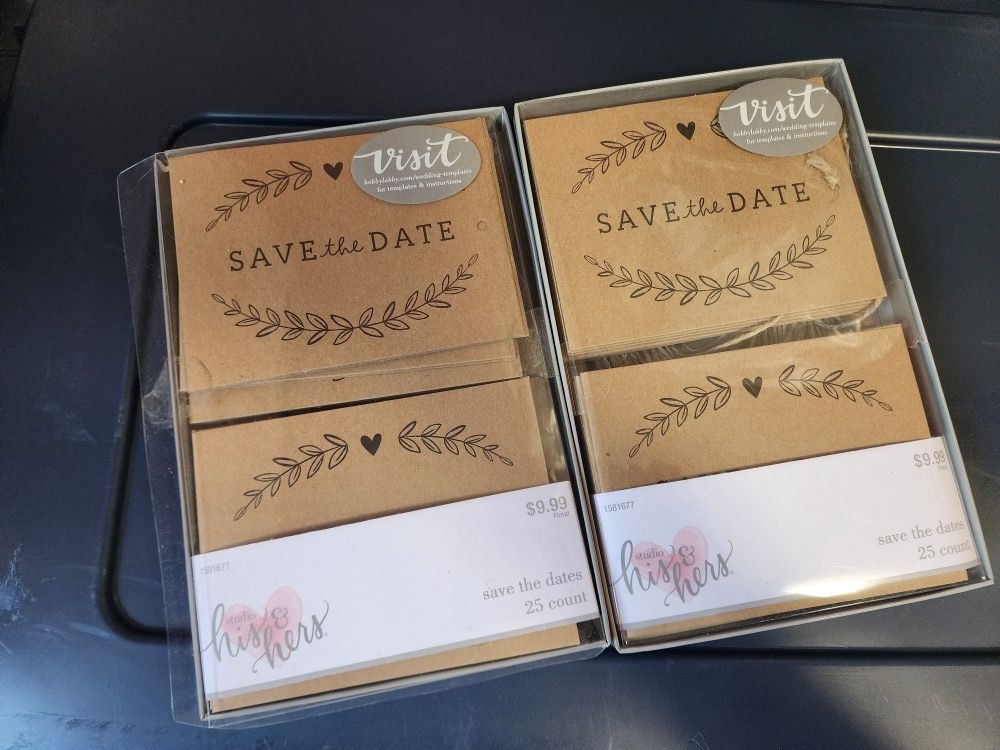 visit
hobbylobby.com/wedding-templates
for templates & instructions
SAVE the DATE
$9.99
Floral
1581677
studio
his & hers
save the dates
25 count
visit
hobbylobby.com/wedding-templates
for templates & instructions
SAVE the DATE
$9.99
1581677
studio
his & hers
save the dates
25 count